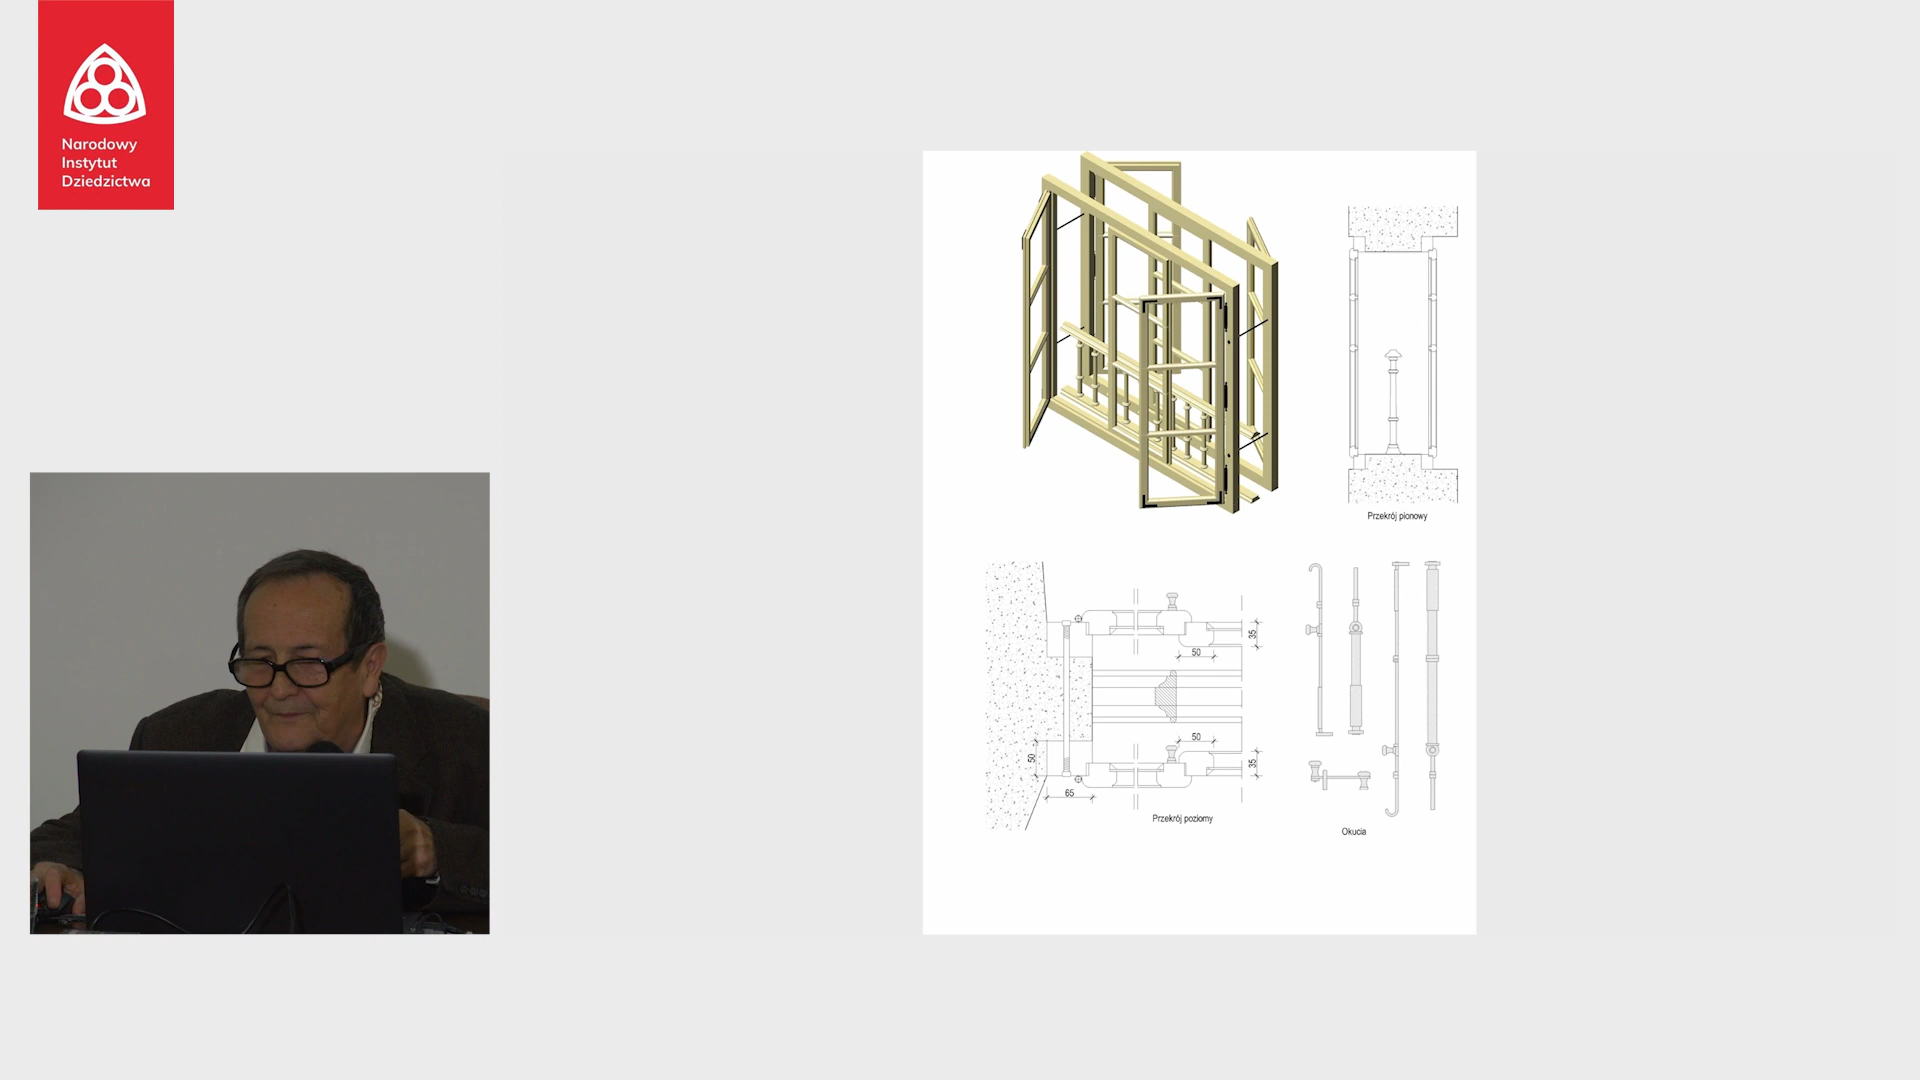 Narodowy
Instytut
Dziedzictwa
Przekrój pionowy
35
50
50
50
35
65
Przekrój poziomy
Okucia